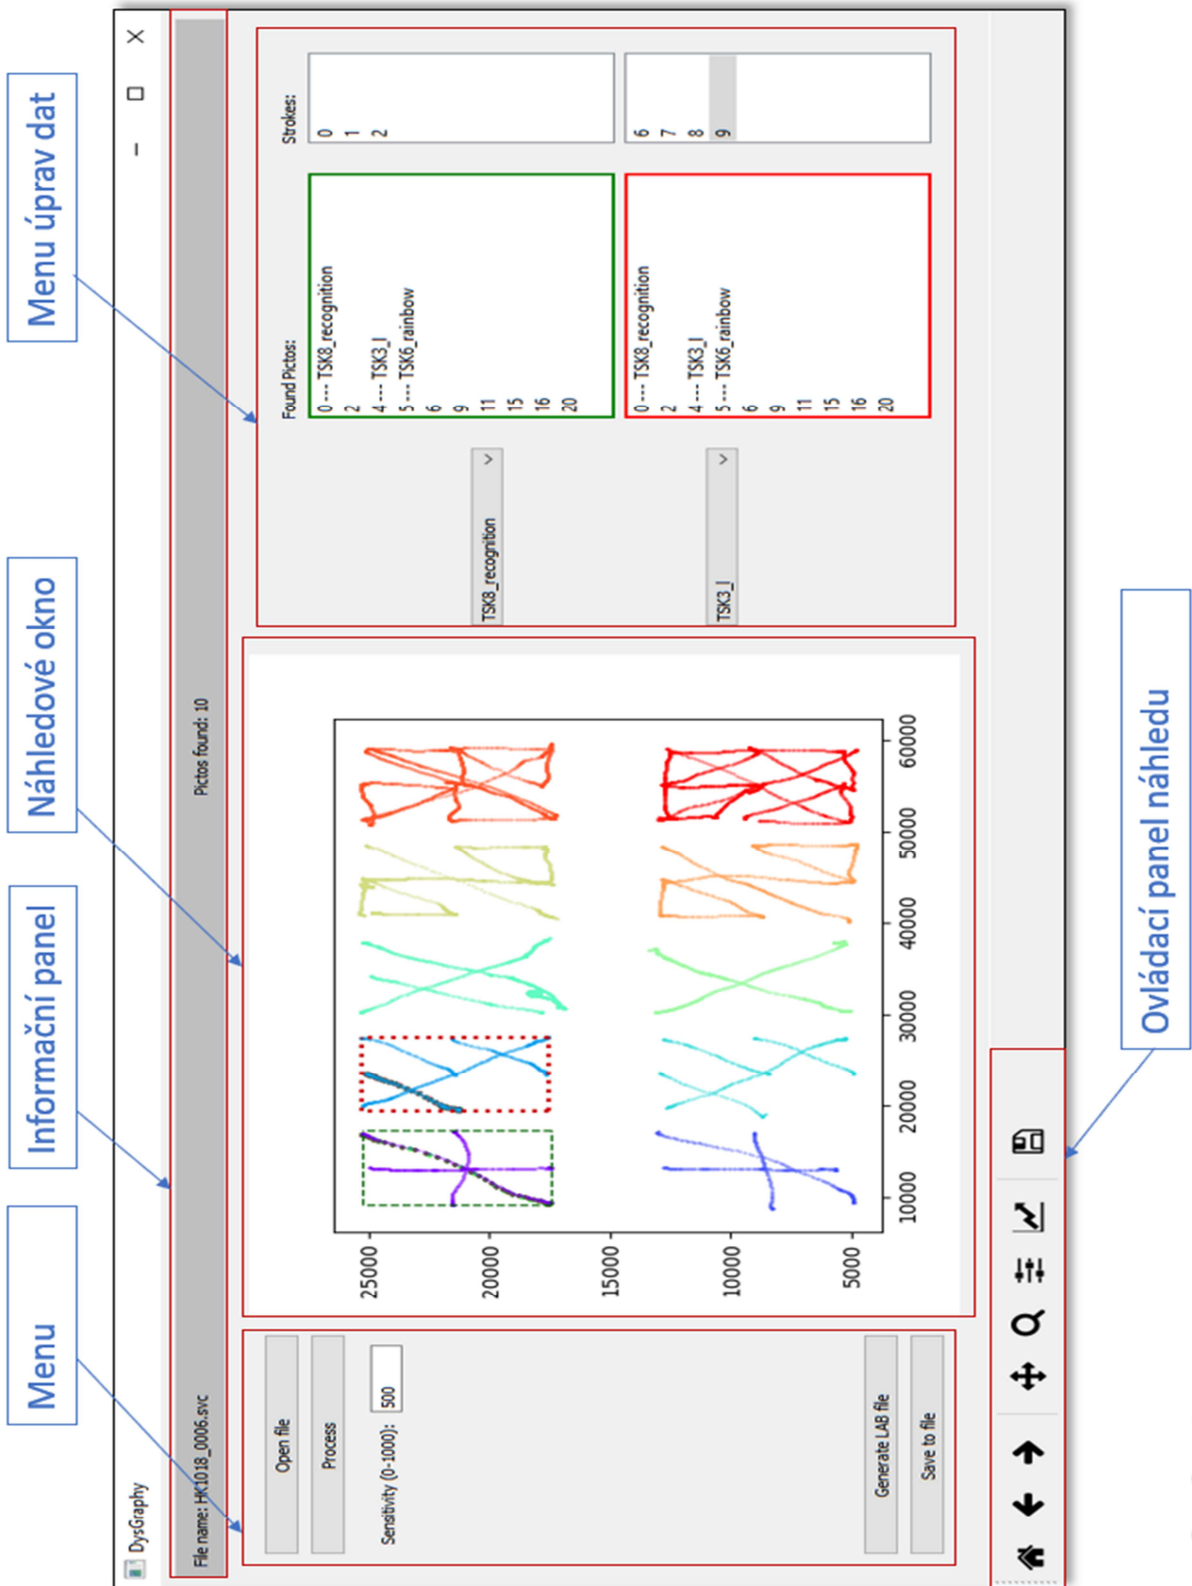 Menu
Informační panel
Náhledové okno
Menu úprav dat
DysGraphy
File name: HK1018_0006.svc
Pictos found: 10
Open file
Process
Sensitivity (0-1000):
500
Generate LAB file
Save to file
25000
20000
15000
10000
5000
10000
20000
30000
40000
50000
60000
TSK8_recognition
TSK3_l
Found Pictos:
0 --- TSK8_recognition
2
4 --- TSK3_l
5 --- TSK6_rainbow
6
9
11
15
16
20
Strokes:
0
1
2
0 --- TSK8_recognition
2
4 --- TSK3_l
5 --- TSK6_rainbow
6
9
11
15
16
20
6
7
8
9
Ovládací panel náhledu